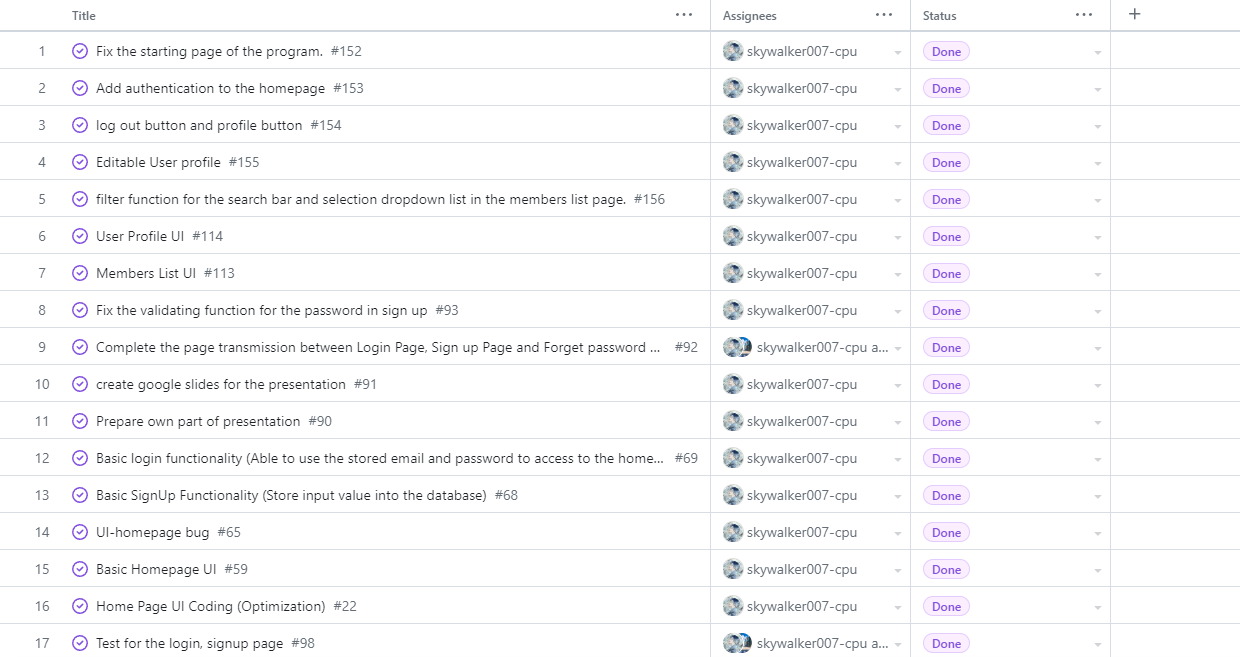 Title ... Assignees ... Status ... +
1 Fix the starting page of the program. #152 skywalker007-cpu Done
2 Add authentication to the homepage #153 skywalker007-cpu Done
3 log out button and profile button #154 skywalker007-cpu Done
4 Editable User profile #155 skywalker007-cpu Done
5 filter function for the search bar and selection dropdown list in the members list page. #156 skywalker007-cpu Done
6 User Profile UI #114 skywalker007-cpu Done
7 Members List UI #113 skywalker007-cpu Done
8 Fix the validating function for the password in sign up #93 skywalker007-cpu Done
9 Complete the page transmission between Login Page, Sign up Page and Forget password ... #92 skywalker007-cpu a... Done
10 create google slides for the presentation #91 skywalker007-cpu Done
11 Prepare own part of presentation #90 skywalker007-cpu Done
12 Basic login functionality (Able to use the stored email and password to access to the home... #69 skywalker007-cpu Done
13 Basic SignUp Functionality (Store input value into the database) #68 skywalker007-cpu Done
14 UI-homepage bug #65 skywalker007-cpu Done
15 Basic Homepage UI #59 skywalker007-cpu Done
16 Home Page UI Coding (Optimization) #22 skywalker007-cpu Done
17 Test for the login, signup page #98 skywalker007-cpu a... Done